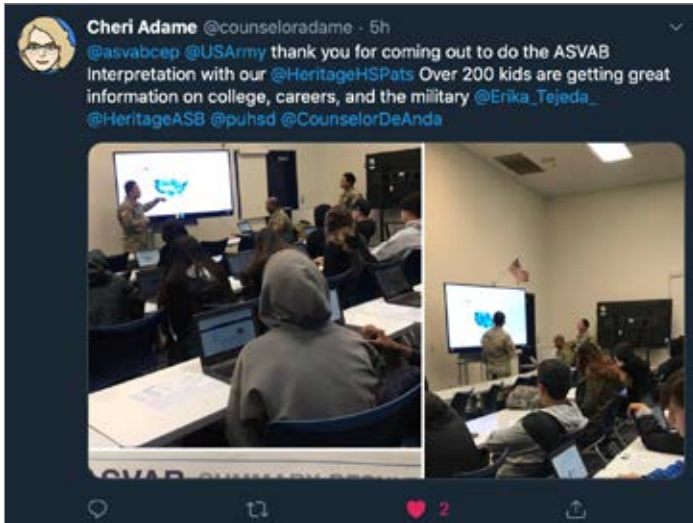 Cheri Adame @counseloradame · 5h
@asvabcep @USArmy thank you for coming out to do the ASVAB
Interpretation with our @HeritageHSPats Over 200 kids are getting great
information on college, careers, and the military @Erika_Tejeda_
@HeritageASB @puhsd @CounselorDeAnda
ASVAB SUMMARY RESU
2